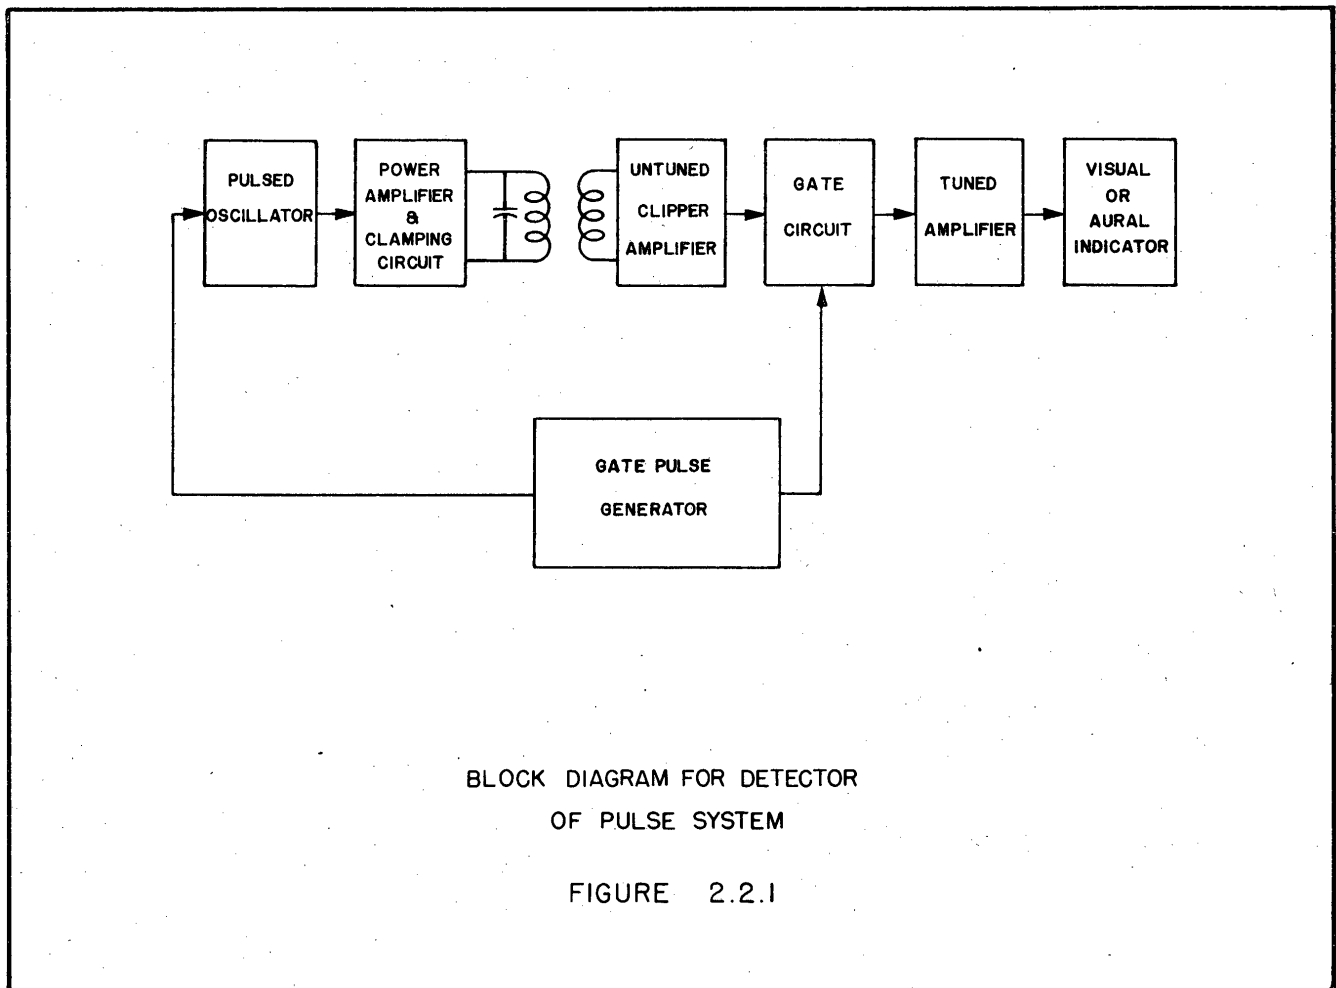 PULSED
OSCILLATOR
POWER
AMPLIFIER
&
CLAMPING
CIRCUIT
UNTUNED
CLIPPER
AMPLIFIER
GATE
CIRCUIT
TUNED
AMPLIFIER
VISUAL
OR
AURAL
INDICATOR
GATE PULSE
GENERATOR
BLOCK DIAGRAM FOR DETECTOR
OF PULSE SYSTEM
FIGURE 2.2.1